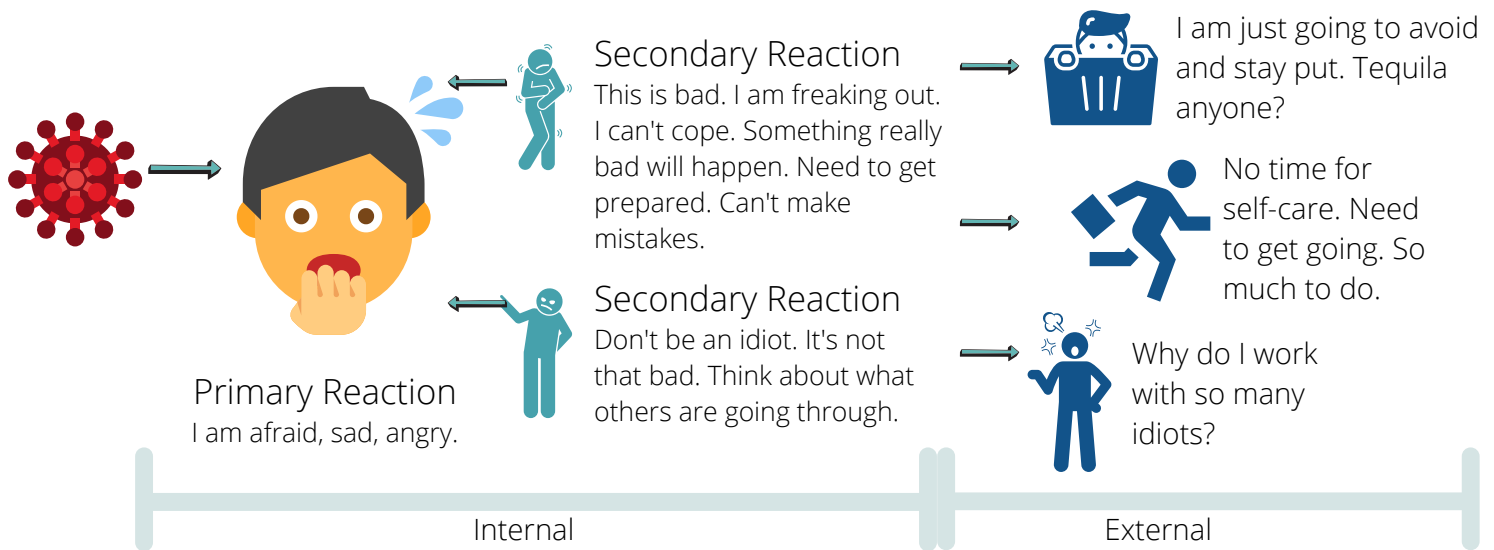 Primary Reaction
I am afraid, sad, angry.
Secondary Reaction
This is bad. I am freaking out.
I can't cope. Something really
bad will happen. Need to get
prepared. Can't make
mistakes.
Secondary Reaction
Don't be an idiot. It's not
that bad. Think about what
others are going through.
I am just going to avoid
and stay put. Tequila
anyone?
No time for
self-care. Need
to get going. So
much to do.
Why do I work
with so many
idiots?
Internal
External